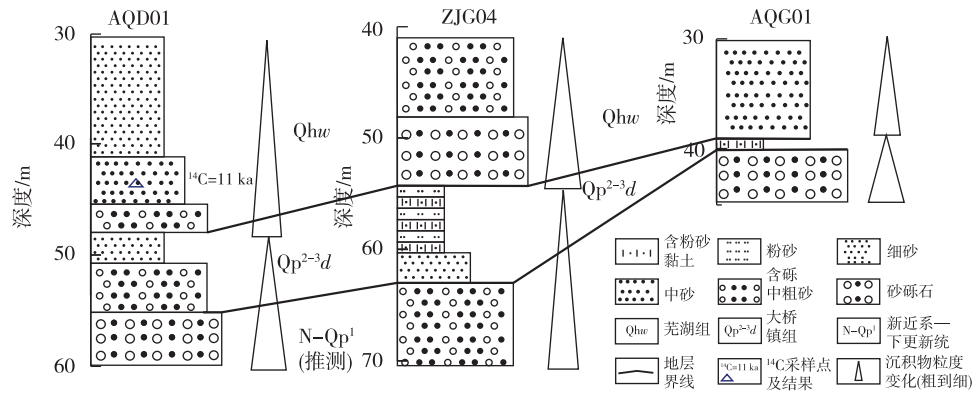 AQD01
ZJG04
AQG01
30
40
50
60
深度/m
40
50
60
70
深度/m
30
40
深度/m
¹⁴C=11 ka
Qhw
Qp²⁻³d
N-Qp¹
(推测)
Qhw
Qp²⁻³d
含粉砂
黏土
粉砂
细砂
中砂
含砾
中粗砂
砂砾石
Qhw 芜湖组
Qp²⁻³d 大桥
镇组
N-Qp¹ 新近系—
下更新统
地层
界线
¹⁴C=11 ka ¹⁴C采样点
及结果
沉积物粒度
变化(粗到细)